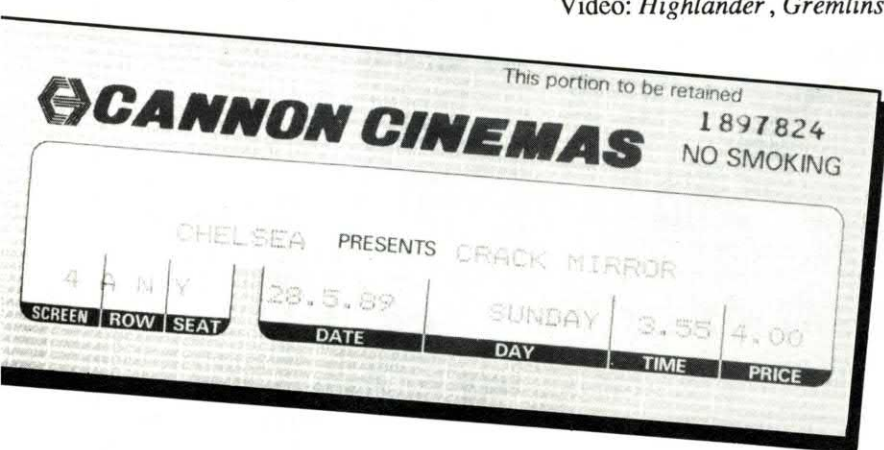 Video: Highlander, Gremlins
This portion to be retained
CANNON CINEMAS
1897824
NO SMOKING
CHELSEA PRESENTS CRACK MIRROR
4 A N Y 28.5.89 SUNDAY 3.55 4.00
SCREEN ROW SEAT DATE DAY TIME PRICE